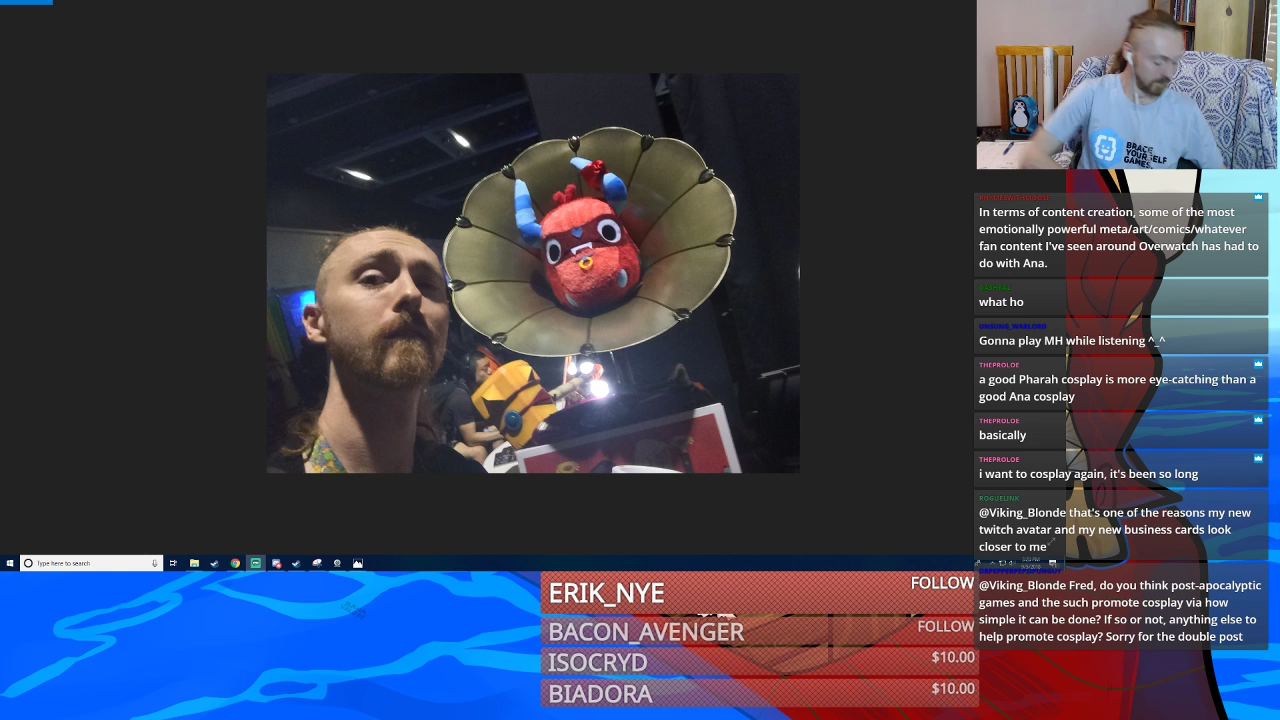 BRACE
YOURSELF
GAMES
In terms of content creation, some of the most
emotionally powerful meta/art/comics/whatever
fan content I've seen around Overwatch has had to
do with Ana.
what ho
UNSUNG_WARLORD
Gonna play MH while listening ^_^
THEPROLOE
a good Pharah cosplay is more eye-catching than a
good Ana cosplay
THEPROLOE
basically
THEPROLOE
i want to cosplay again, it's been so long
ROGUELINK
@Viking_Blonde that's one of the reasons my new
twitch avatar and my new business cards look
closer to me
@Viking_Blonde Fred, do you think post-apocalyptic
games and the such promote cosplay via how
simple it can be done? If so or not, anything else to
help promote cosplay? Sorry for the double post
Type here to search
ERIK_NYE FOLLOW
BACON_AVENGER FOLLOW
ISOCRYD $10.00
BIADORA $10.00